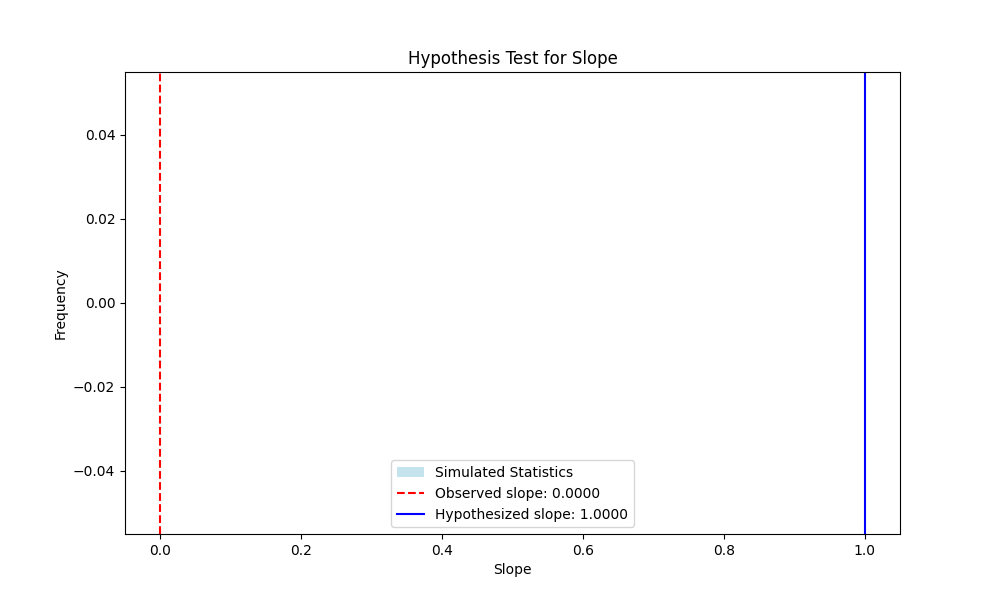 Hypothesis Test for Slope
Frequency
0.04
0.02
0.00
−0.02
−0.04
Simulated Statistics
Observed slope: 0.0000
Hypothesized slope: 1.0000
0.0 0.2 0.4 0.6 0.8 1.0
Slope